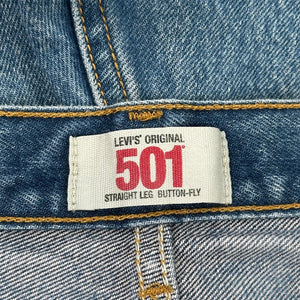 LEVI'S® ORIGINAL
501®
STRAIGHT LEG BUTTON-FLY